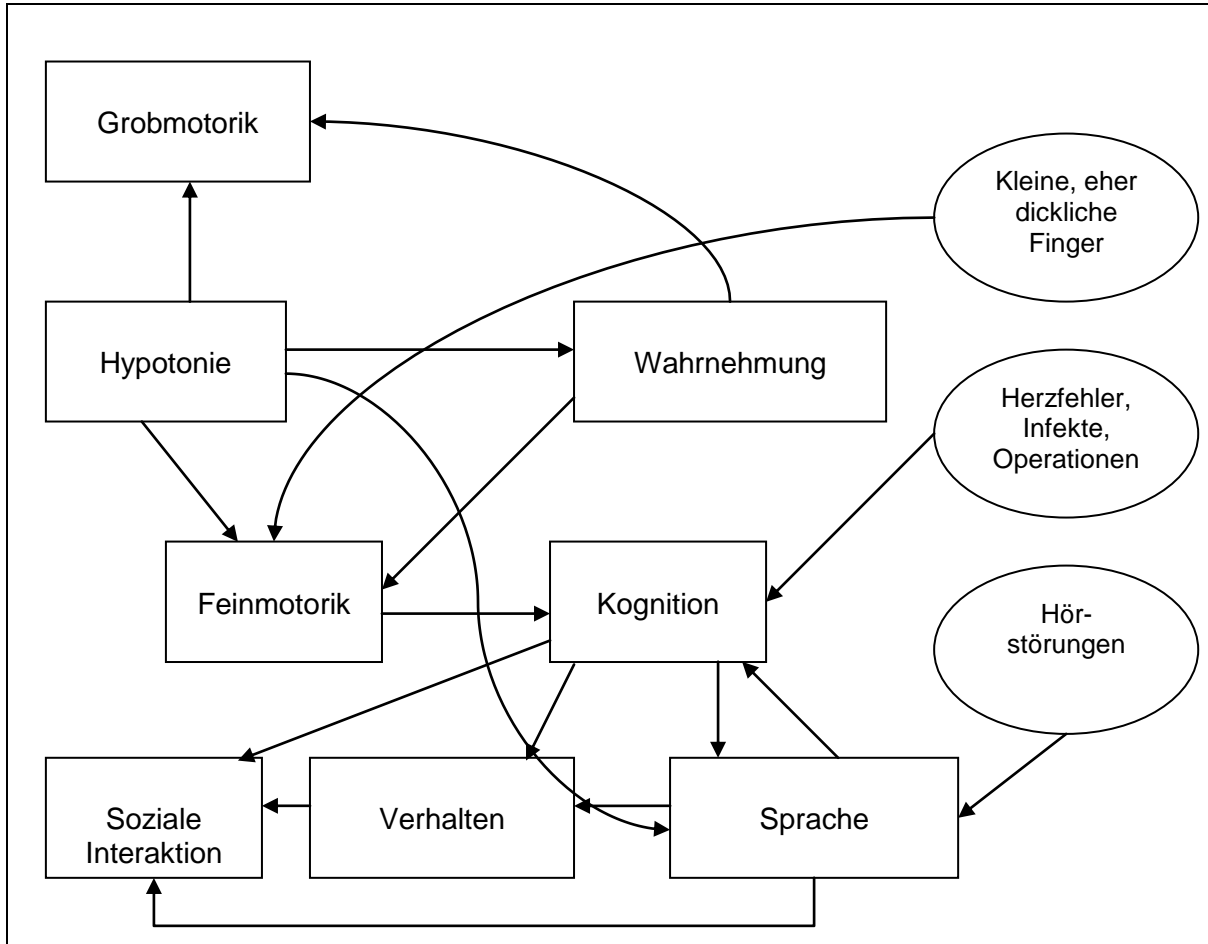 Grobmotorik
Kleine, eher
dickliche
Finger
Hypotonie
Wahrnehmung
Herzfehler,
Infekte,
Operationen
Feinmotorik
Kognition
Hör-
störungen
Soziale
Interaktion
Verhalten
Sprache